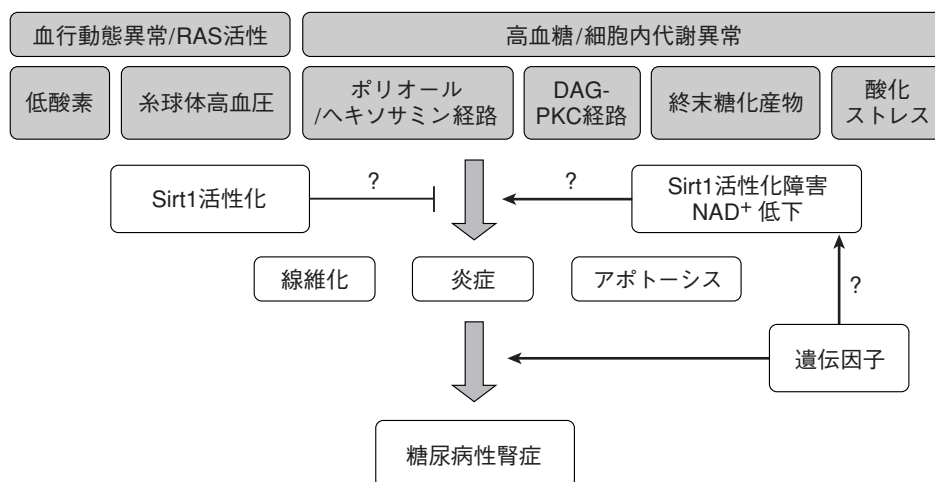 血行動態異常/RAS活性
高血糖/細胞内代謝異常
低酸素
糸球体高血圧
ポリオール
/ヘキソサミン経路
DAG-
PKC経路
終末糖化産物
酸化
ストレス
Sirt1活性化
?
?
Sirt1活性化障害
NAD⁺ 低下
線維化
炎症
アポトーシス
?
遺伝因子
糖尿病性腎症